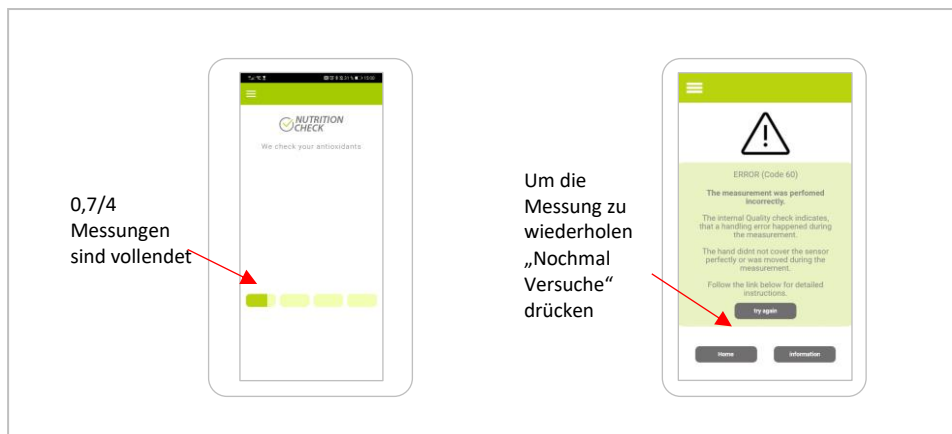 15:00
NUTRITION
CHECK
We check your antioxidants
0,7/4
Messungen
sind vollendet
Um die
Messung zu
wiederholen
„Nochmal
Versuche“
drücken
ERROR (Code 60)
The measurement was perfomed
incorrectly.
The internal Quality check indicates,
that a handling error happened during
the measurement.
The hand didnt not cover the sensor
perfectly or was moved during the
measurement.
Follow the link below for detailed
instructions.
try again
Home
information